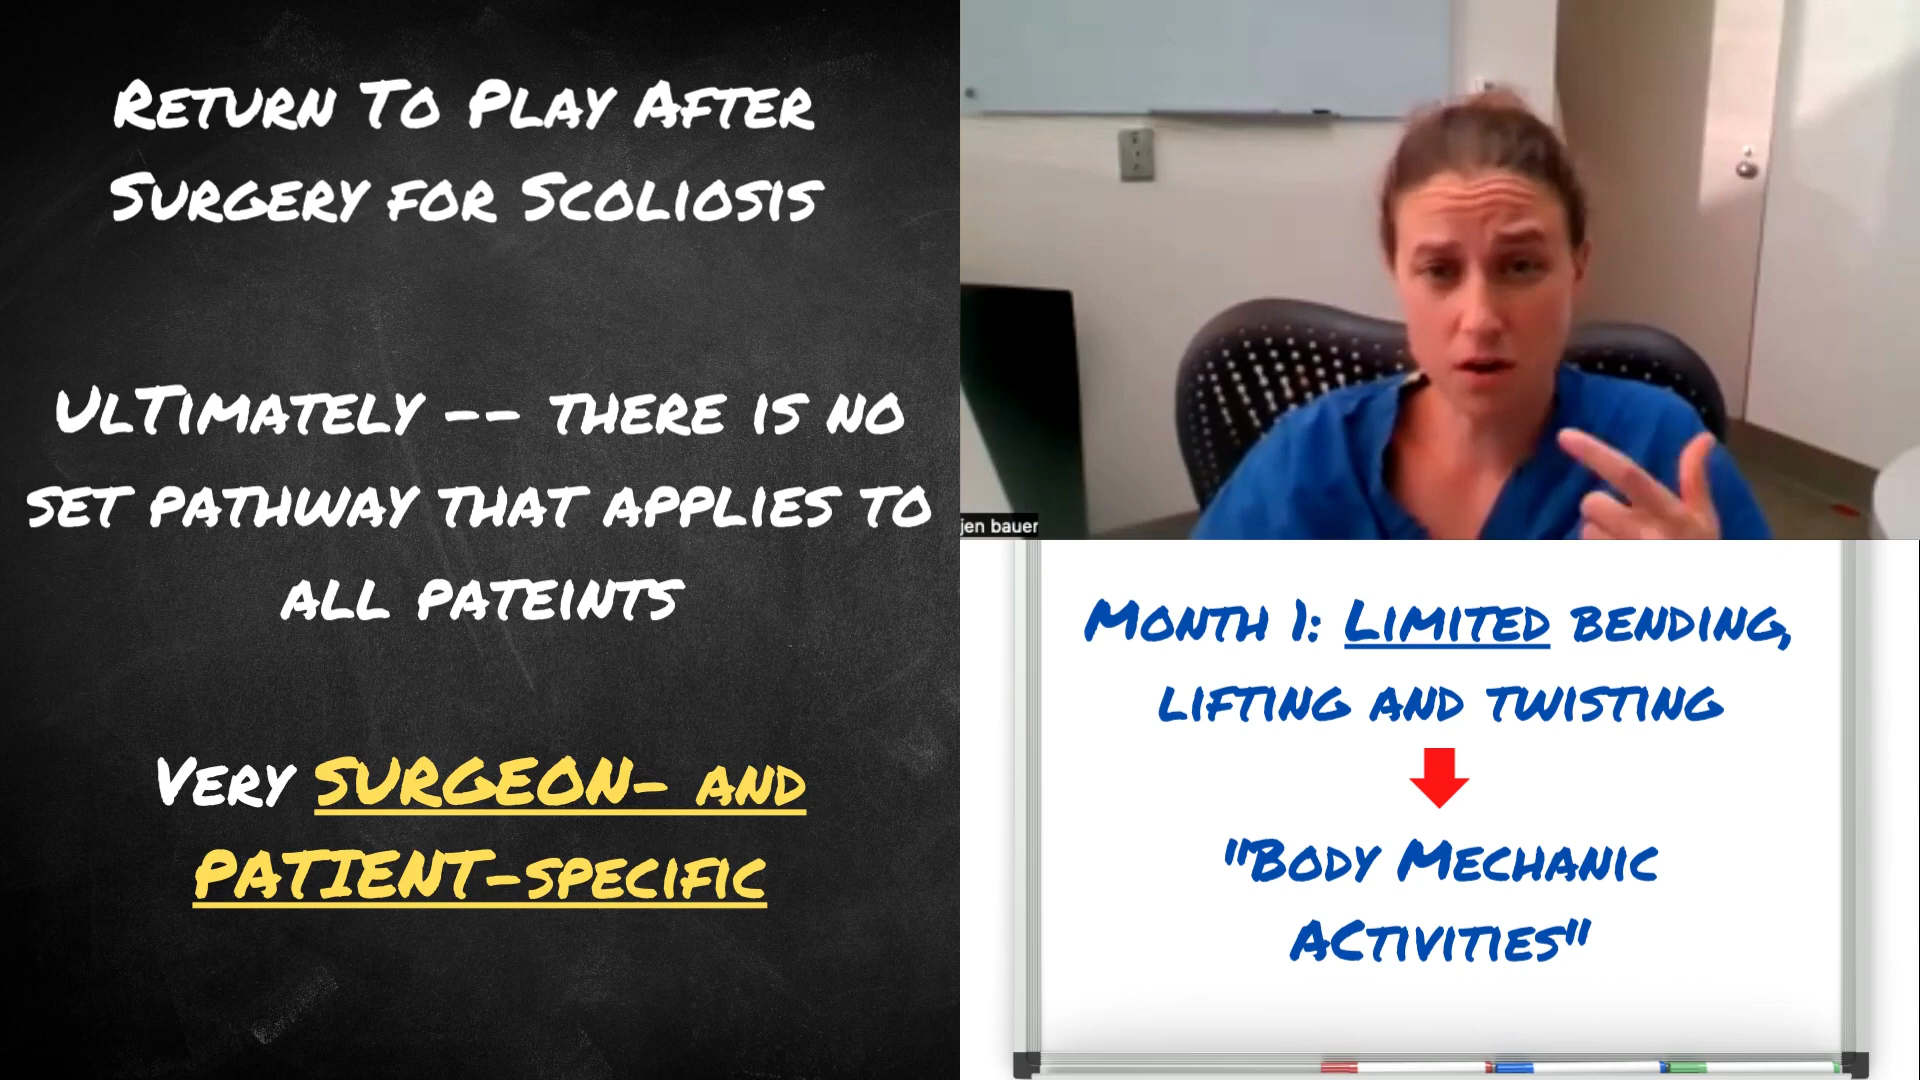 Return To Play After
Surgery for Scoliosis
UlTimately -- there is no
set pathway that applies to
all pateints
Very SURGEON- and
PATIENT-specific
jen bauer
Month 1: Limited bending,
lifting and twisting
"Body Mechanic
ACtivities"